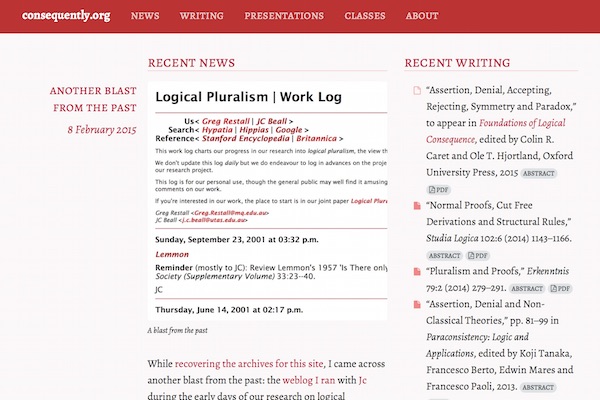 consequently.org NEWS WRITING PRESENTATIONS CLASSES ABOUT
ANOTHER BLAST
FROM THE PAST
8 February 2015
RECENT NEWS
Logical Pluralism | Work Log
Us< Greg Restall | JC Beall >
Search< Hypatia | Hippias | Google >
Reference< Stanford Encyclopedia | Britannica >
This work log charts our progress in our research into logical pluralism, the view th
We don't update this log daily but we do endeavour to log in advances on the proje
our research project.
This log is for our personal use, though the general public may well find it amusing
comments on our work.
If you're interested in our work, the place to start is in our joint paper Logical Plur
Greg Restall <Greg.Restall@mq.edu.au>
JC Beall <j.c.beall@utas.edu.au>
Sunday, September 23, 2001 at 03:32 p.m.
Lemmon
Reminder (mostly to JC): Review Lemmon's 1957 'Is There only
Society (Supplementary Volume) 33:23--40.
JC
Thursday, June 14, 2001 at 02:17 p.m.
A blast from the past
While recovering the archives for this site, I came across
another blast from the past: the weblog I ran with Jc
during the early days of our research on logical
RECENT WRITING
“Assertion, Denial, Accepting,
Rejecting, Symmetry and Paradox,”
to appear in Foundations of Logical
Consequence, edited by Colin R.
Caret and Ole T. Hjortland, Oxford
University Press, 2015 ABSTRACT
PDF
“Normal Proofs, Cut Free
Derivations and Structural Rules,”
Studia Logica 102:6 (2014) 1143–1166.
ABSTRACT PDF
“Pluralism and Proofs,” Erkenntnis
79:2 (2014) 279–291. ABSTRACT PDF
“Assertion, Denial and Non-
Classical Theories,” pp. 81–99 in
Paraconsistency: Logic and
Applications, edited by Koji Tanaka,
Francesco Berto, Edwin Mares and
Francesco Paoli, 2013. ABSTRACT